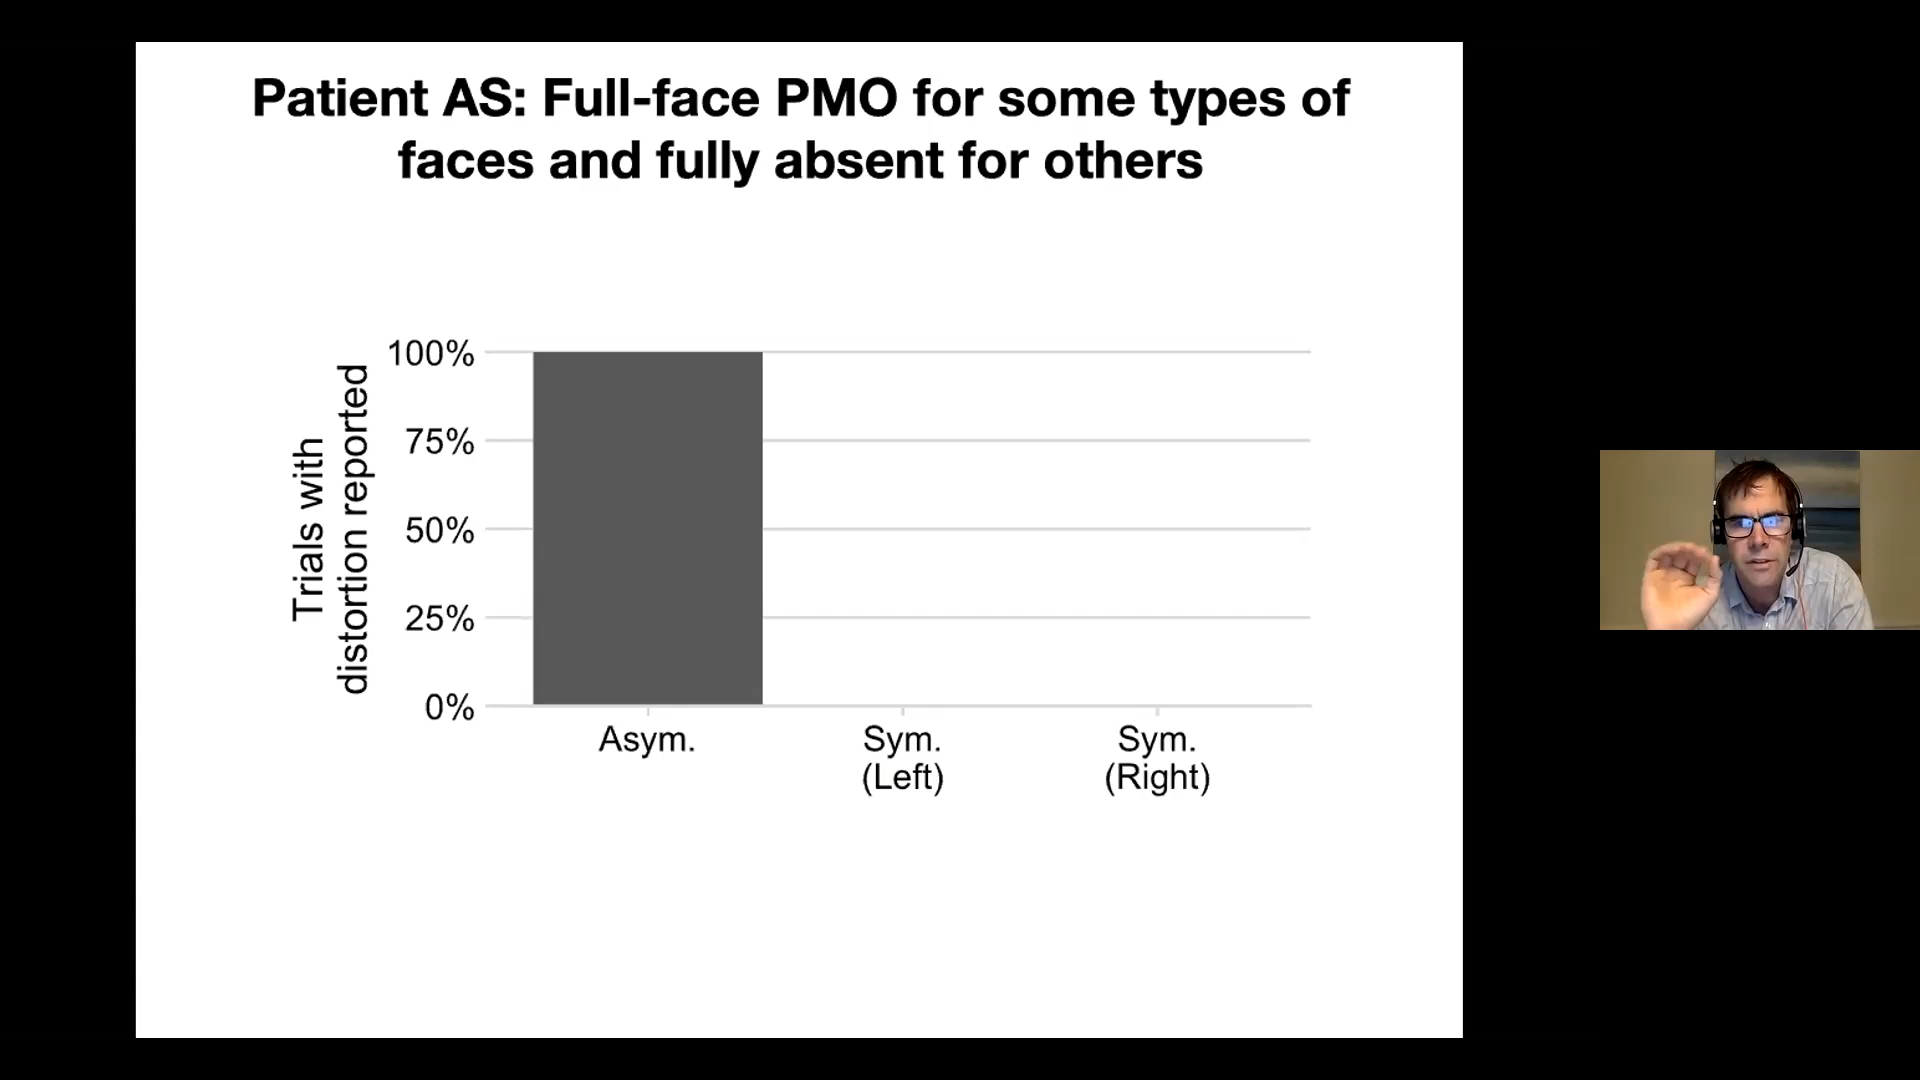 Patient AS: Full-face PMO for some types of
faces and fully absent for others
Trials with
distortion reported
100%
75%
50%
25%
0%
Asym.
Sym.
(Left)
Sym.
(Right)